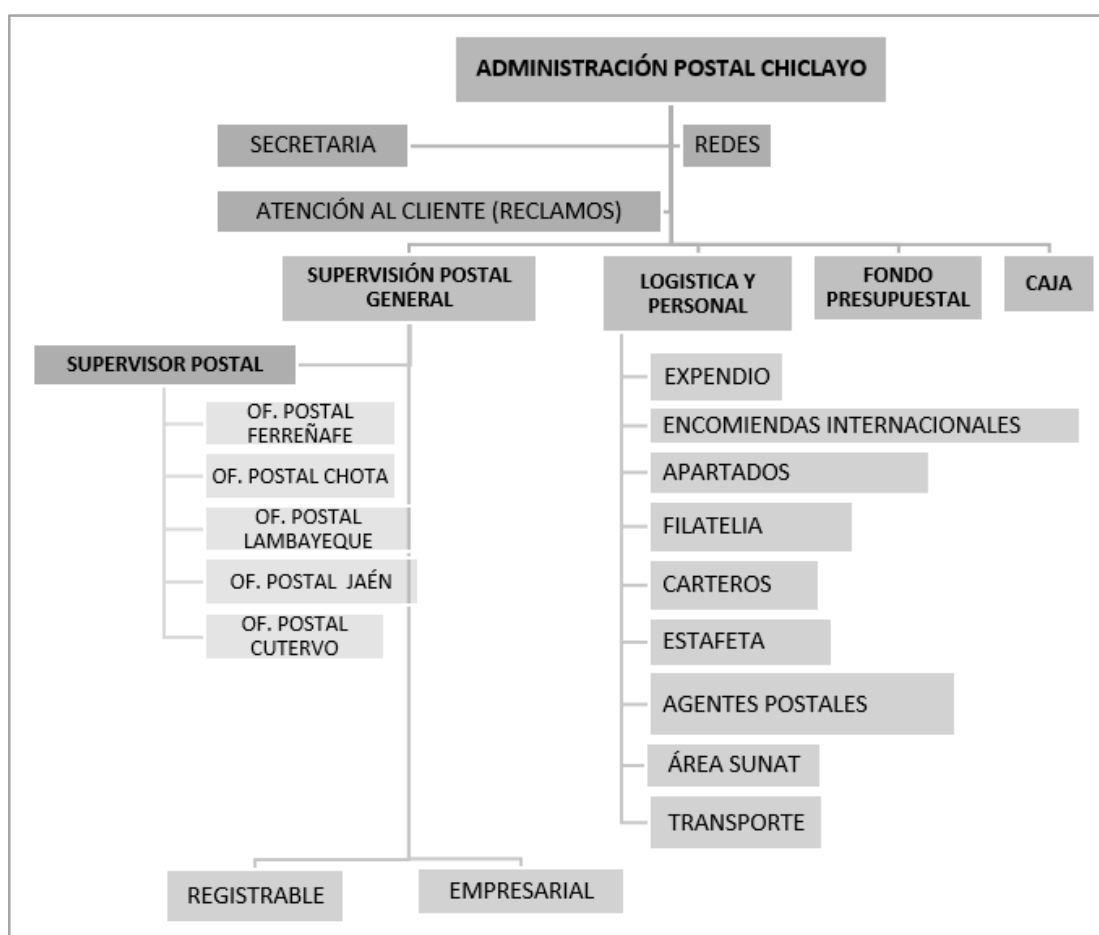 ADMINISTRACIÓN POSTAL CHICLAYO
SECRETARIA
REDES
ATENCIÓN AL CLIENTE (RECLAMOS)
SUPERVISIÓN POSTAL
GENERAL
LOGISTICA Y
PERSONAL
FONDO
PRESUPUESTAL
CAJA
SUPERVISOR POSTAL
OF. POSTAL
FERREÑAFE
OF. POSTAL CHOTA
OF. POSTAL
LAMBAYEQUE
OF. POSTAL JAÉN
OF. POSTAL
CUTERVO
EXPENDIO
ENCOMIENDAS INTERNACIONALES
APARTADOS
FILATELIA
CARTEROS
ESTAFETA
AGENTES POSTALES
ÁREA SUNAT
TRANSPORTE
REGISTRABLE
EMPRESARIAL